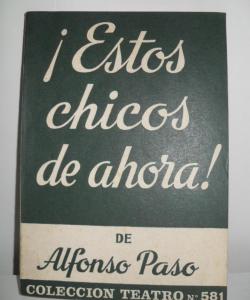 ¡Estos
chicos
de ahora!
DE
Alfonso Paso
COLECCION TEATRO Nº 581